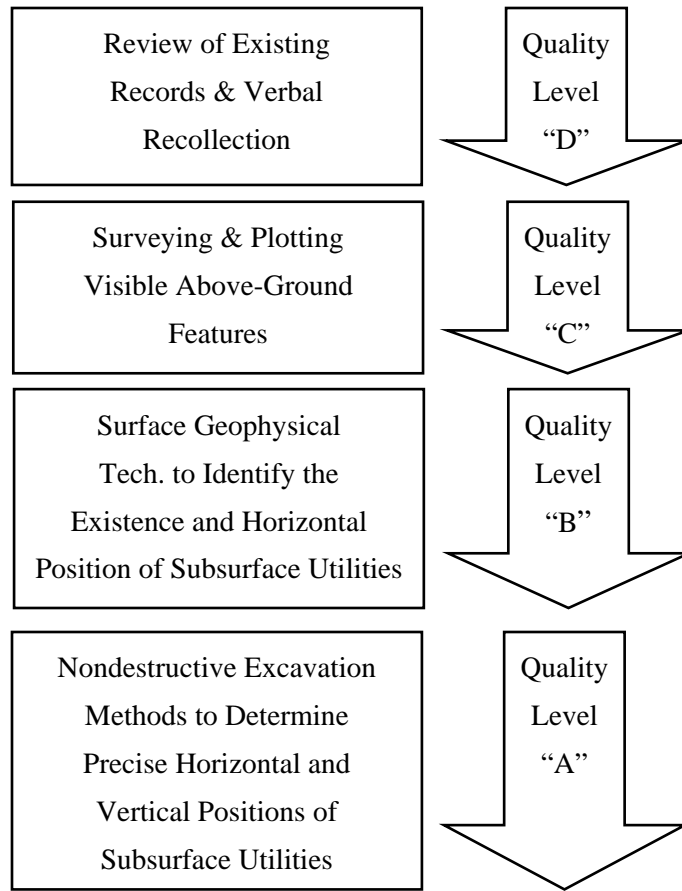 Review of Existing
Records & Verbal
Recollection
Quality
Level
“D”
Surveying & Plotting
Visible Above-Ground
Features
Quality
Level
“C”
Surface Geophysical
Tech. to Identify the
Existence and Horizontal
Position of Subsurface Utilities
Quality
Level
“B”
Nondestructive Excavation
Methods to Determine
Precise Horizontal and
Vertical Positions of
Subsurface Utilities
Quality
Level
“A”